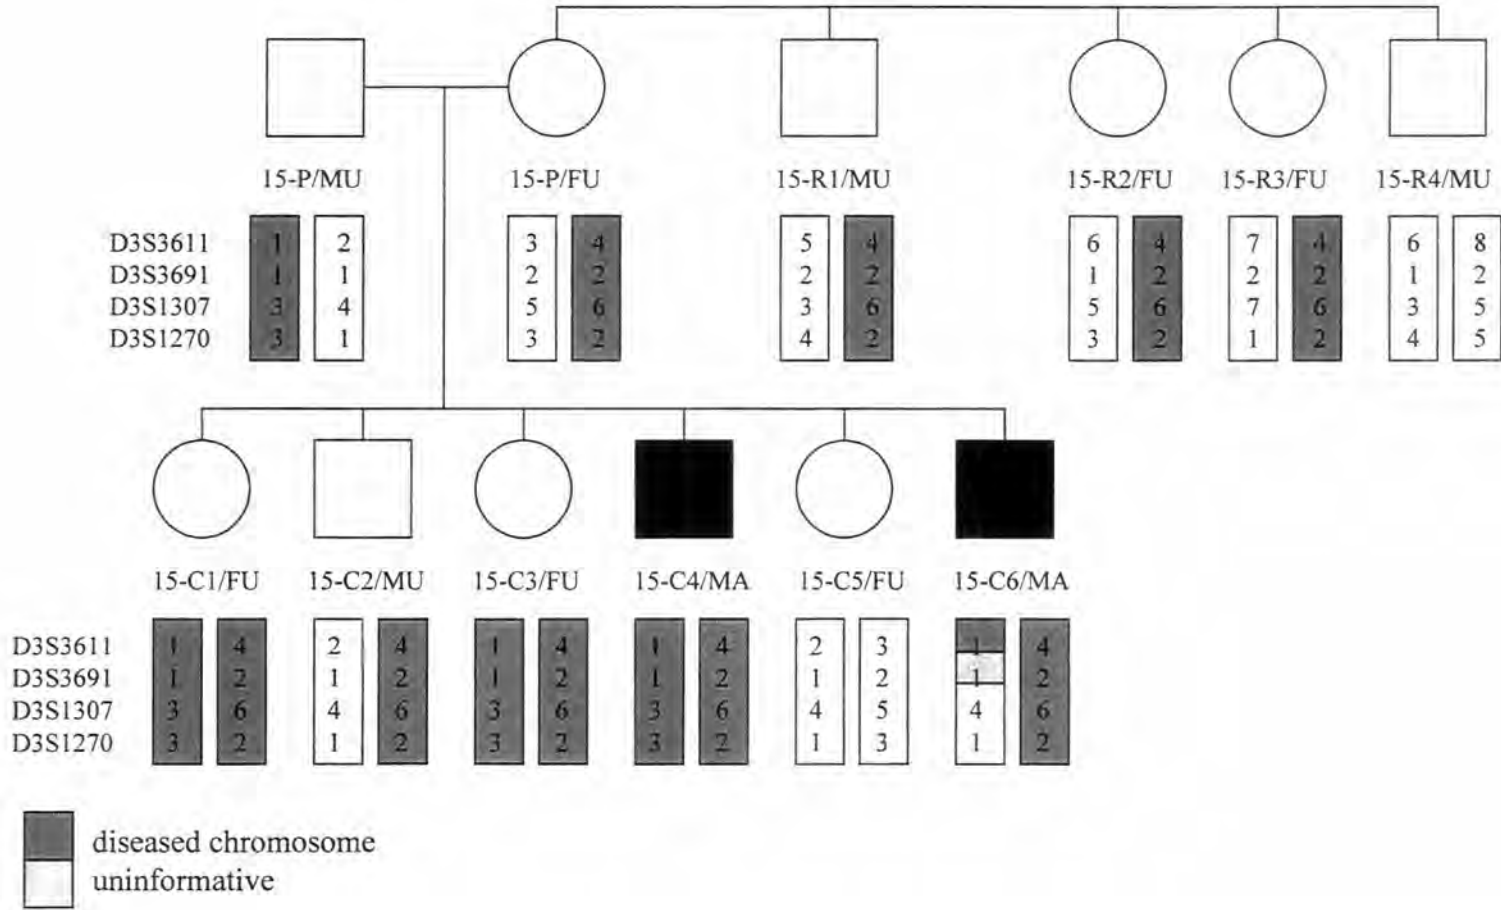 15-P/MU 15-P/FU 15-R1/MU 15-R2/FU 15-R3/FU 15-R4/MU
D3S3611 1 2 3 4 5 4 6 4 7 4 6 8
D3S3691 1 1 2 2 2 2 1 2 2 2 1 2
D3S1307 3 4 5 6 3 6 5 6 7 6 3 5
D3S1270 3 1 3 2 4 2 3 2 1 2 4 5
15-C1/FU 15-C2/MU 15-C3/FU 15-C4/MA 15-C5/FU 15-C6/MA
D3S3611 1 4 2 4 1 4 1 4 2 3 1 4
D3S3691 1 2 1 2 1 2 1 2 1 2 1 2
D3S1307 3 6 4 6 3 6 3 6 4 5 4 6
D3S1270 3 2 1 2 3 2 3 2 1 3 1 2
diseased chromosome
uninformative